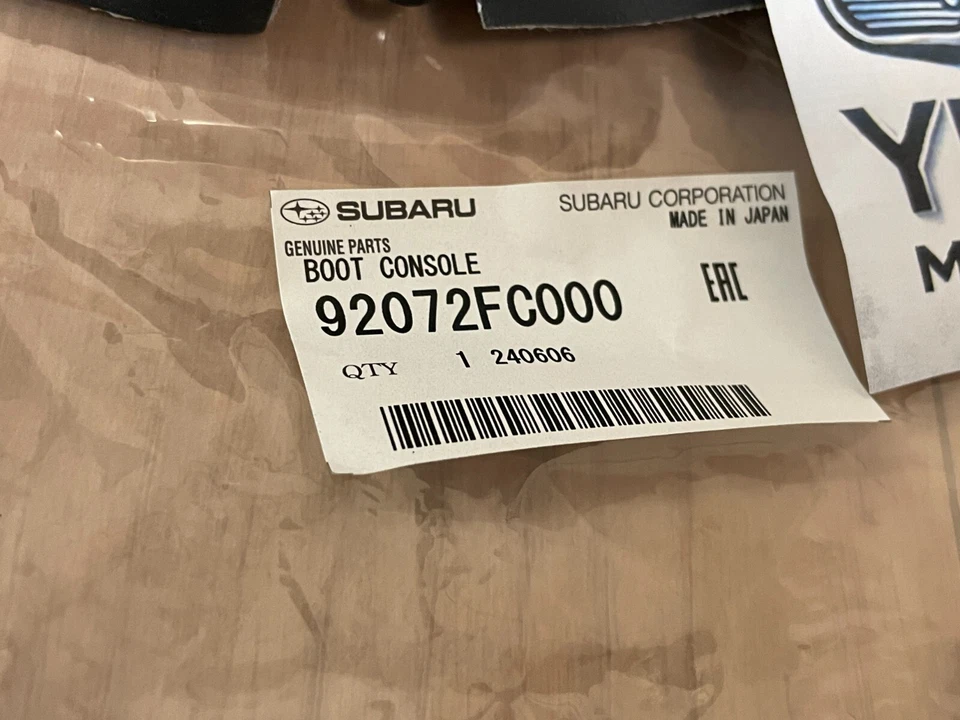 SUBARU
SUBARU CORPORATION
MADE IN JAPAN
GENUINE PARTS
BOOT CONSOLE
92072FC000
EAC
QTY 1 240606